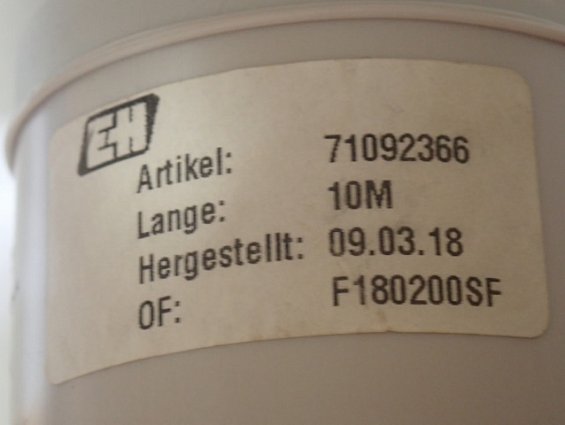 EH
Artikel: 71092366
Lange: 10M
Hergestellt: 09.03.18
OF: F180200SF